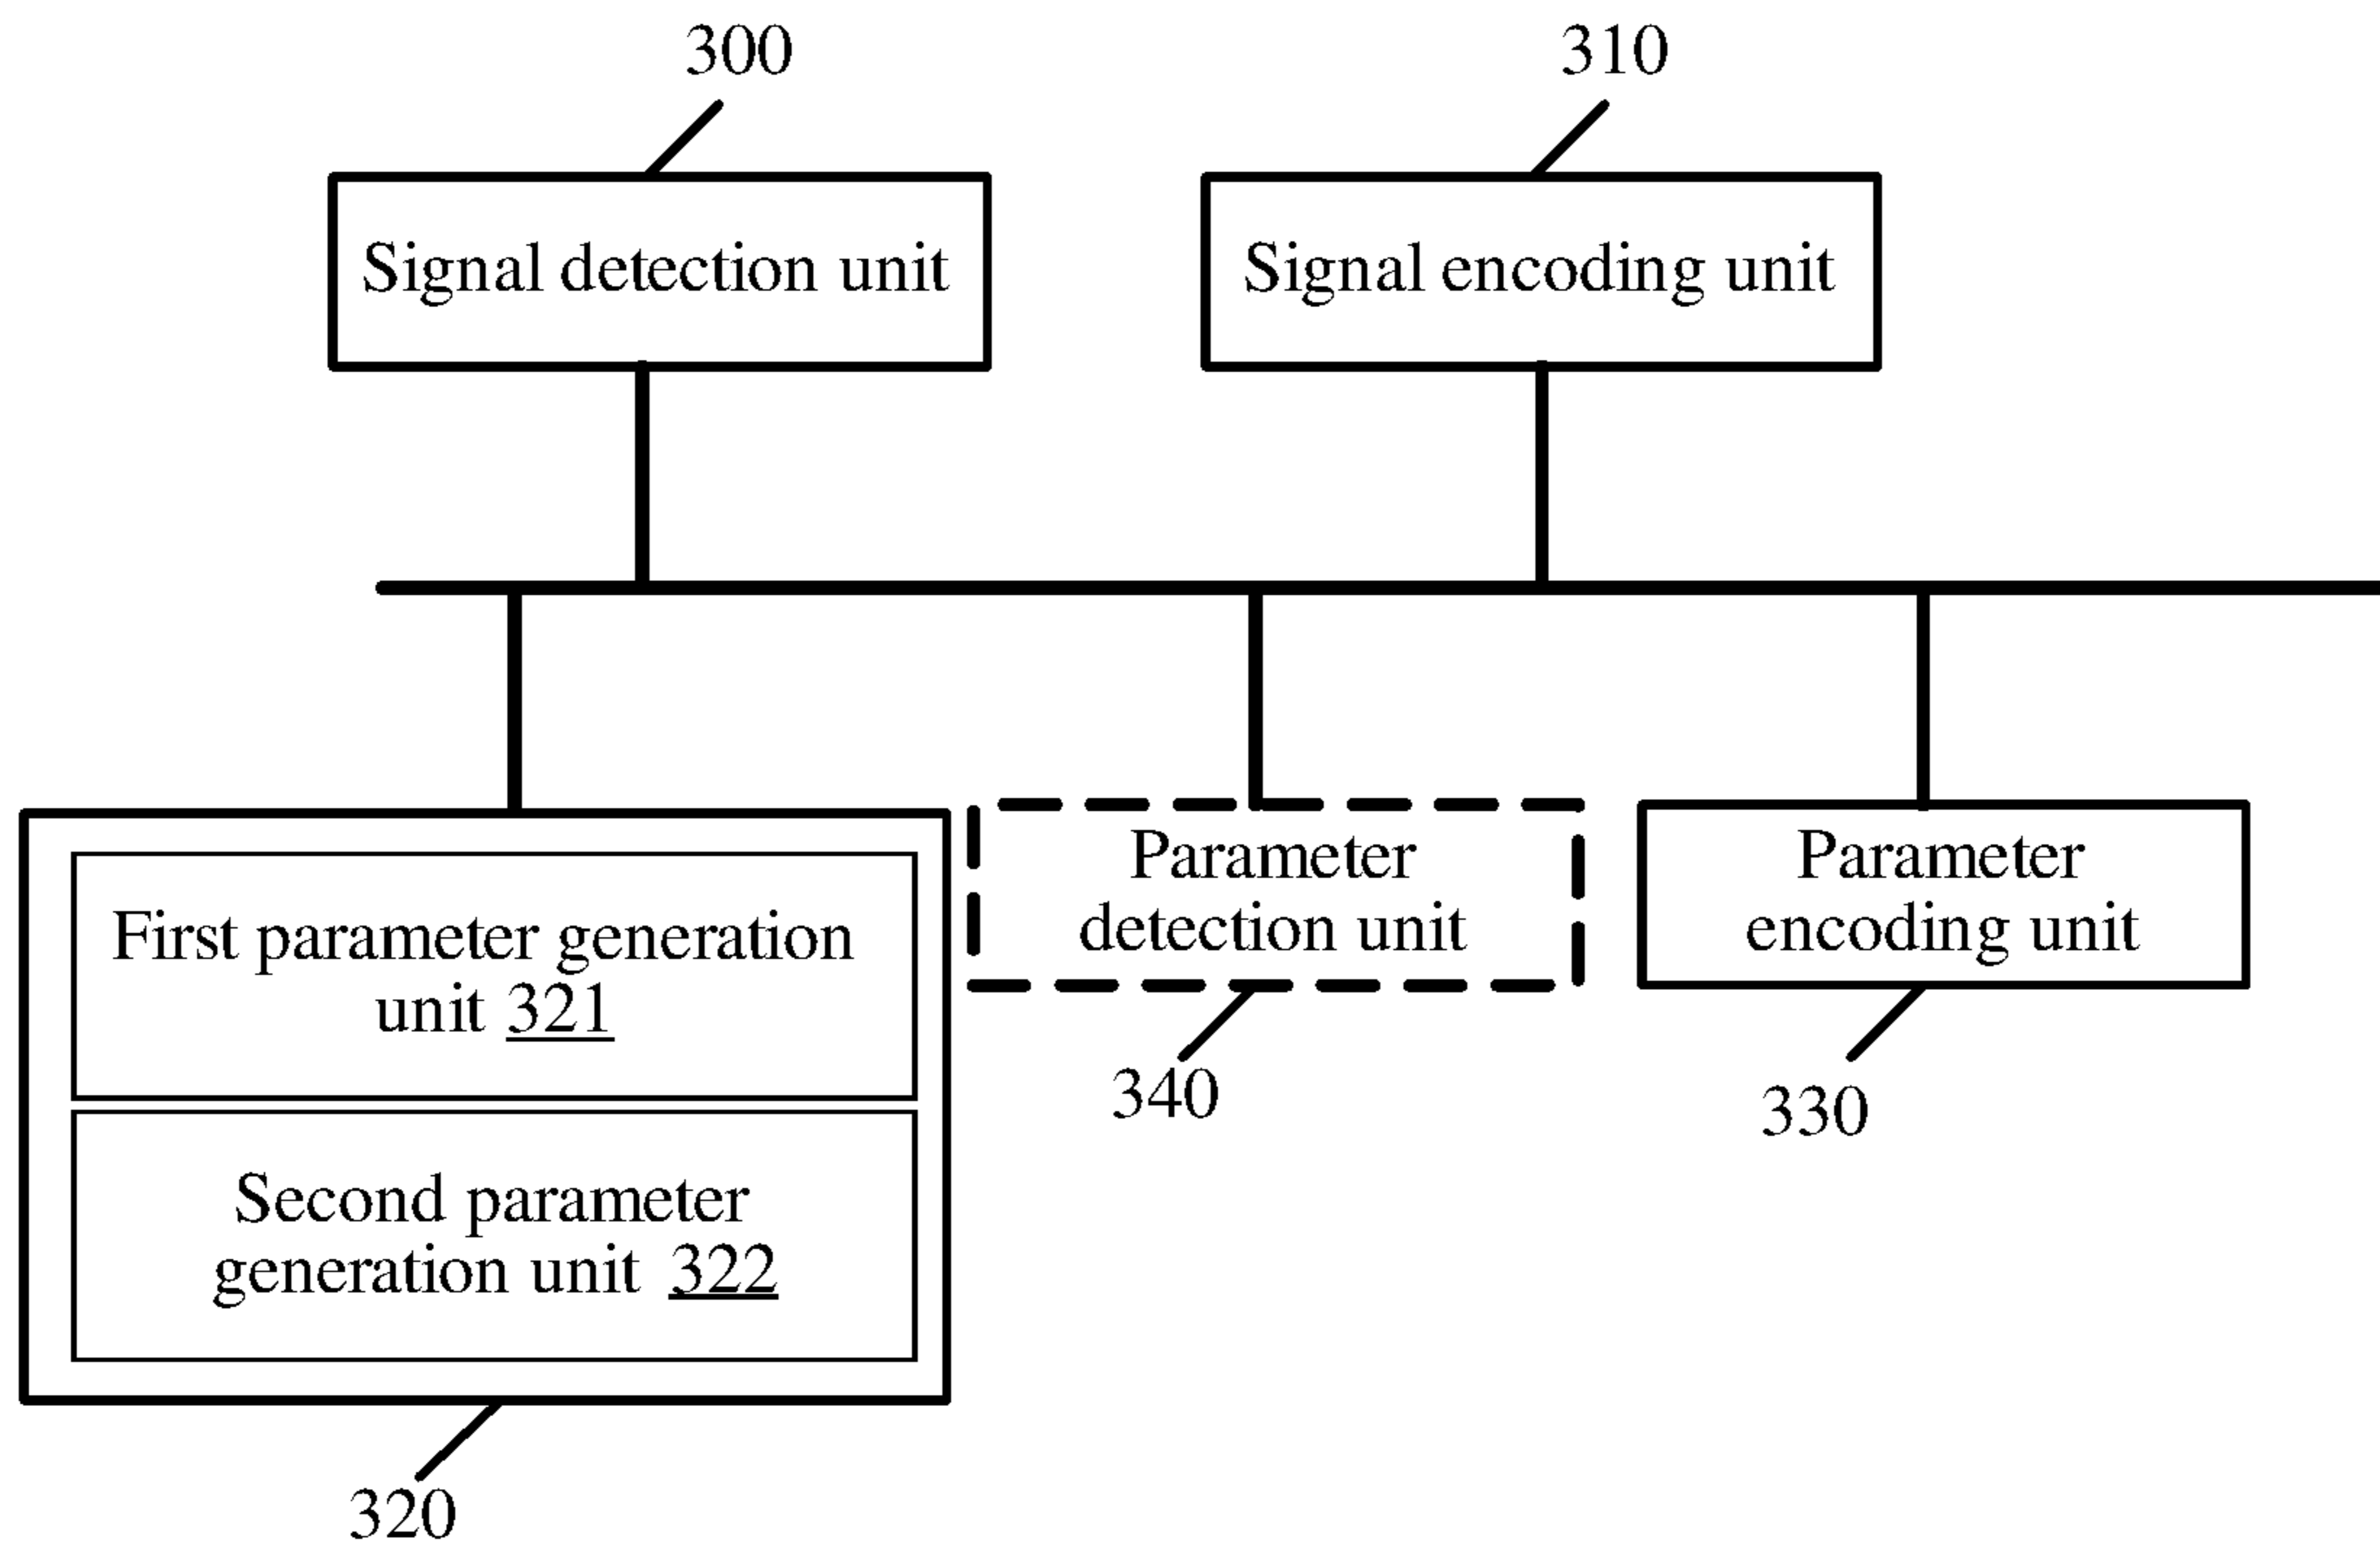 300
310
Signal detection unit
Signal encoding unit
First parameter generation
unit 321
Second parameter
generation unit 322
320
Parameter
detection unit
340
Parameter
encoding unit
330